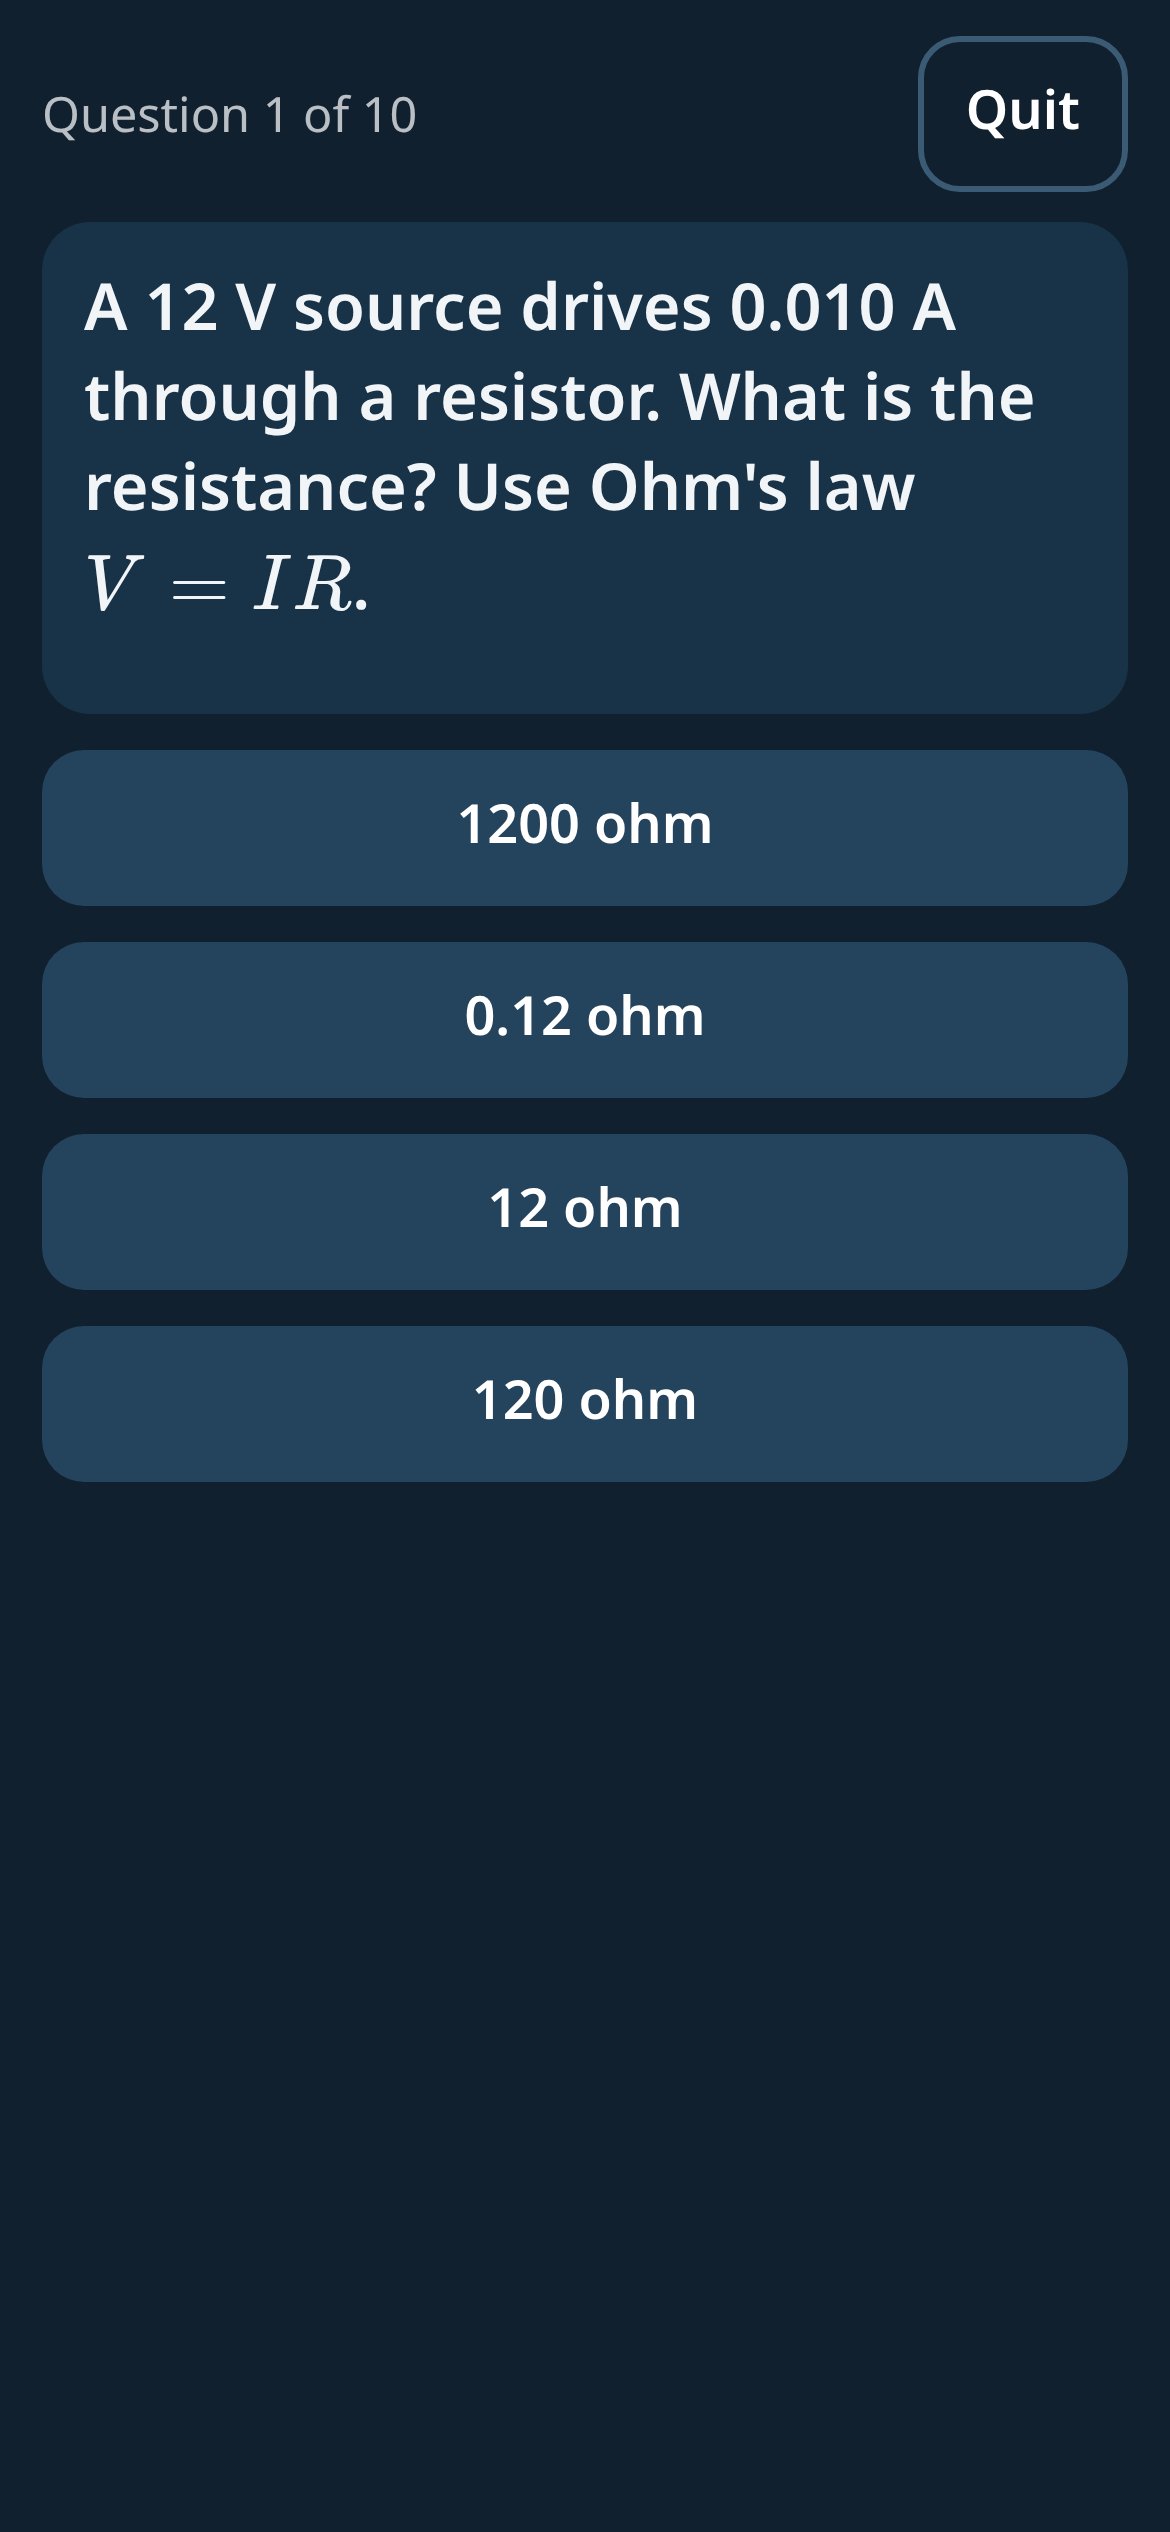 Question 1 of 10
Quit
A 12 V source drives 0.010 A
through a resistor. What is the
resistance? Use Ohm's law
V = IR.
1200 ohm
0.12 ohm
12 ohm
120 ohm